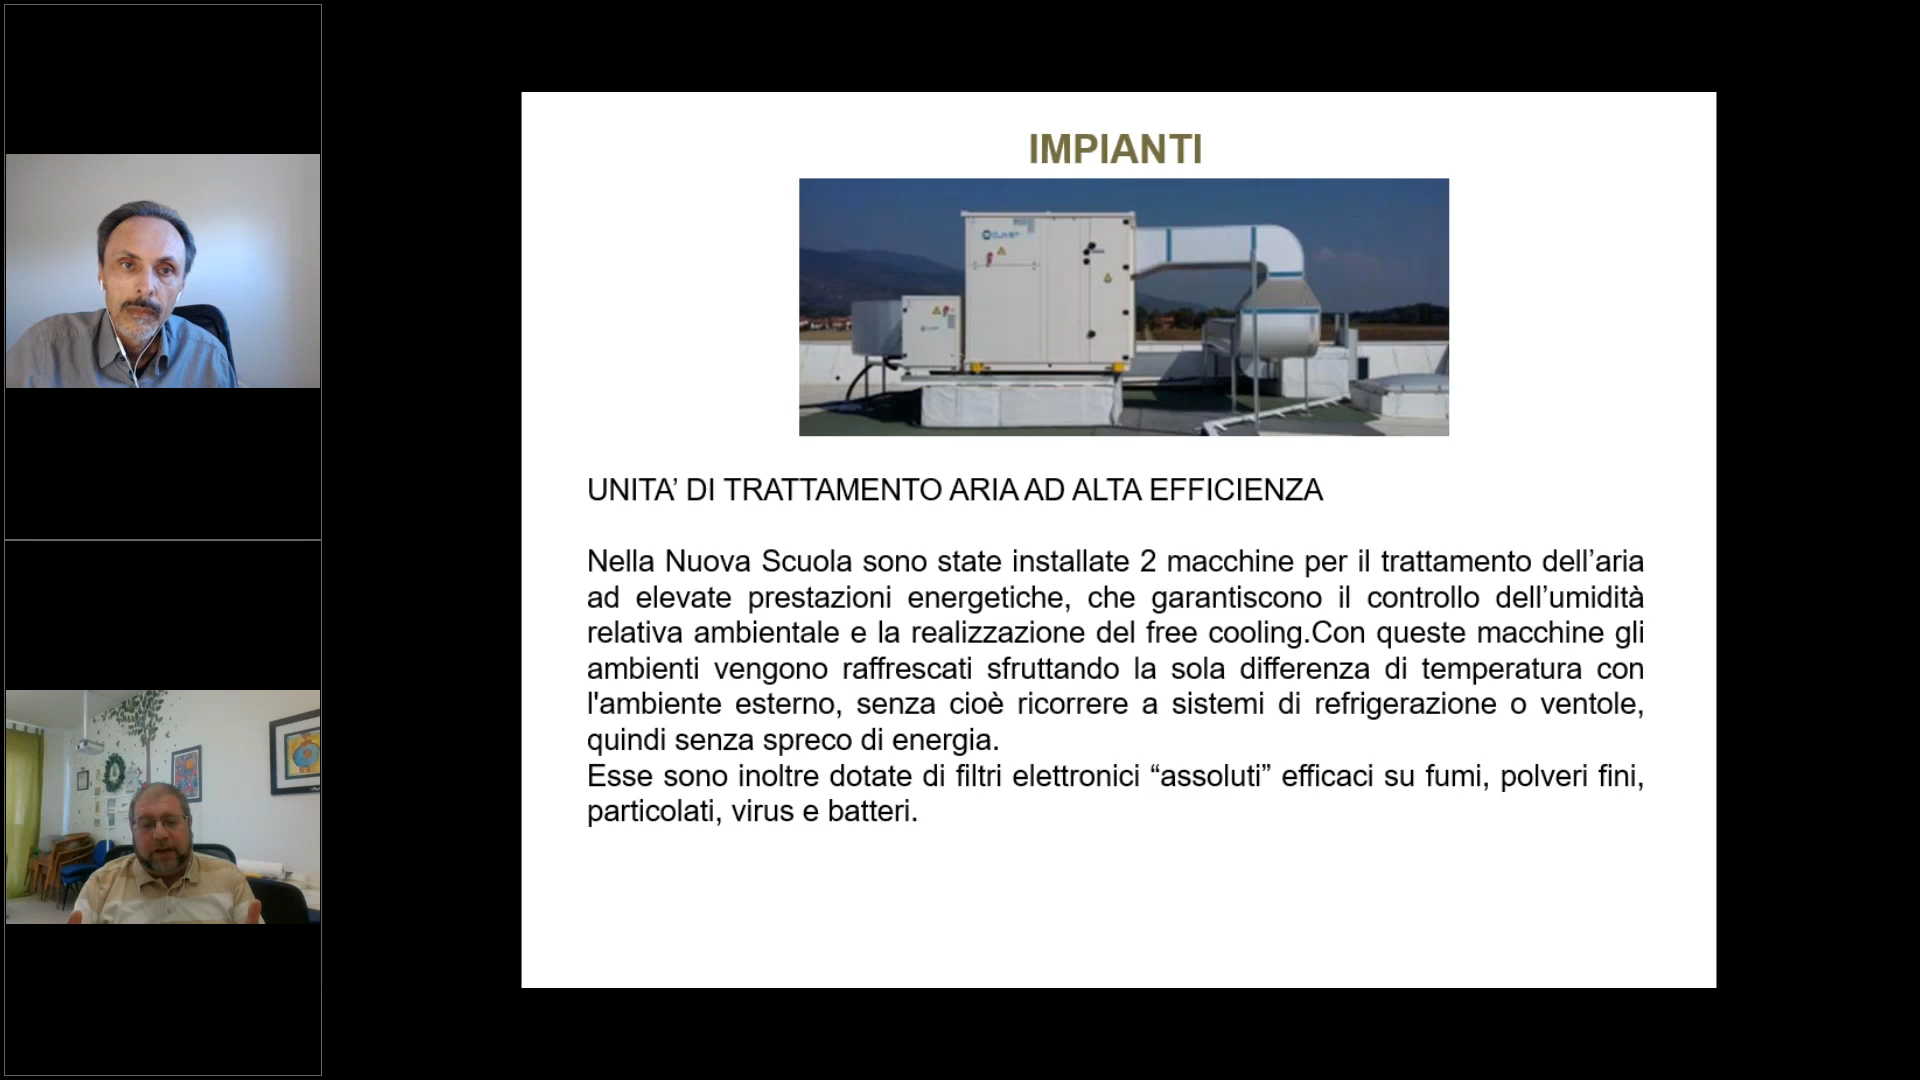 IMPIANTI
CLIVET
UNITA’ DI TRATTAMENTO ARIA AD ALTA EFFICIENZA
Nella Nuova Scuola sono state installate 2 macchine per il trattamento dell’aria
ad elevate prestazioni energetiche, che garantiscono il controllo dell’umidità
relativa ambientale e la realizzazione del free cooling.Con queste macchine gli
ambienti vengono raffrescati sfruttando la sola differenza di temperatura con
l'ambiente esterno, senza cioè ricorrere a sistemi di refrigerazione o ventole,
quindi senza spreco di energia.
Esse sono inoltre dotate di filtri elettronici “assoluti” efficaci su fumi, polveri fini,
particolati, virus e batteri.